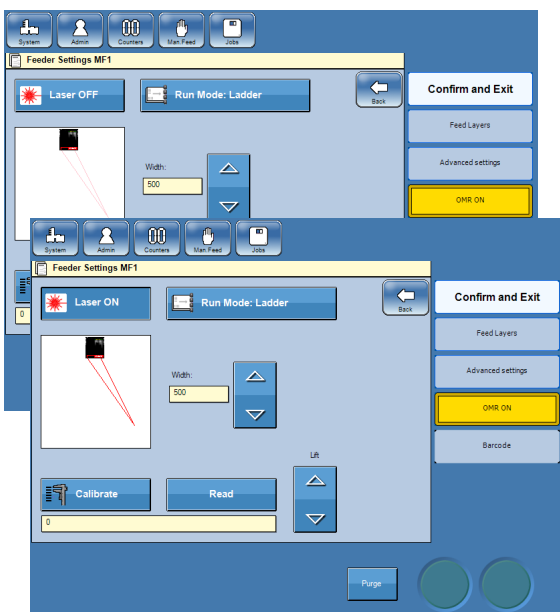 System Admin Counters Man.Feed Jobs
Feeder Settings MF1
Laser OFF Run Mode: Ladder
Back
Confirm and Exit
Feed Layers
Advanced settings
OMR ON
Width:
500
0
System Admin Counters Man.Feed Jobs
Feeder Settings MF1
Laser ON Run Mode: Ladder
Back
Confirm and Exit
Feed Layers
Advanced settings
OMR ON
Barcode
Width:
500
Lift
Calibrate Read
0
Purge